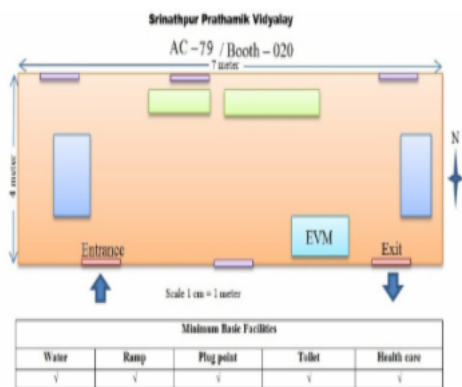 Srinathpur Prathamik Vidyalay
AC -79 / Booth - 020
7 meter
4 meter
N
EVM
Entrance
Exit
Scale 1 cm = 1 meter
Minimum Basic Facilities
Water Ramp Plug point Toilet Health care
√ √ √ √ √